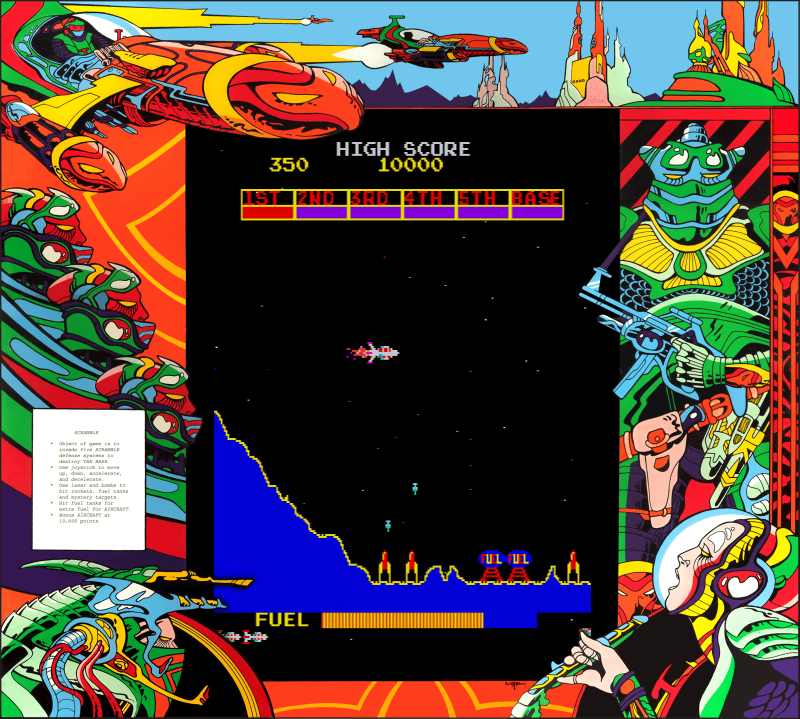 HIGH SCORE
350 10000
1ST 2ND 3RD 4TH 5TH BASE
SCRAMBLE
• Object of game is to
invade five SCRAMBLE
defense systems to
destroy THE BASE.
• Use joystick to move
up, down, accelerate,
and decelerate.
• Use laser and bombs to
hit rockets, fuel tanks
and mystery targets.
• Hit fuel tanks for
extra fuel for AIRCRAFT.
• Bonus AIRCRAFT at
10,000 points.
FUEL FUEL
FUEL